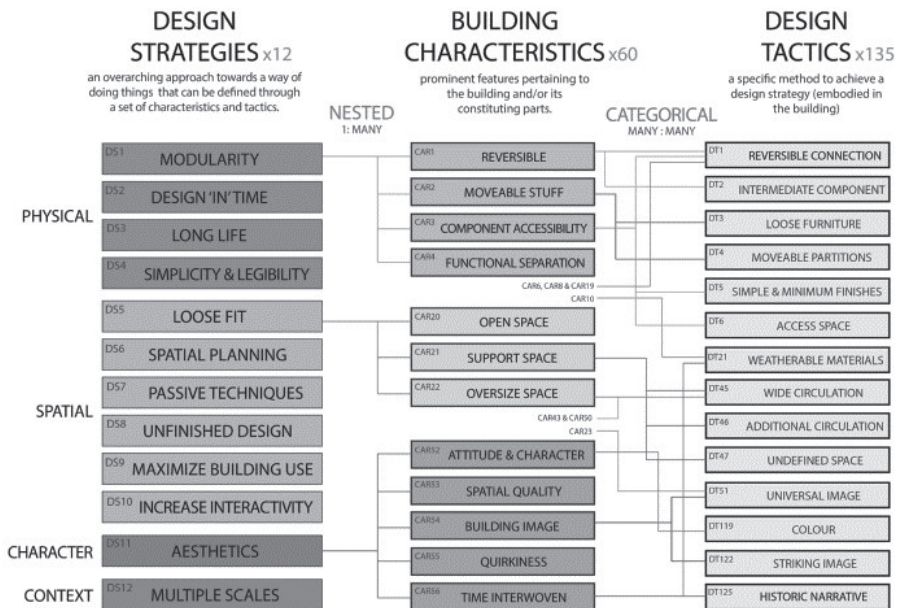 DESIGN
STRATEGIES x12
an overarching approach towards a way of
doing things that can be defined through
a set of characteristics and tactics.
BUILDING
CHARACTERISTICS x60
prominent features pertaining to
the building and/or its
constituting parts.
DESIGN
TACTICS x135
a specific method to achieve a
design strategy (embodied in
the building)
NESTED
1: MANY
CATEGORICAL
MANY : MANY
PHYSICAL
DS1 MODULARITY
DS2 DESIGN 'IN' TIME
DS3 LONG LIFE
DS4 SIMPLICITY & LEGIBILITY
SPATIAL
DS5 LOOSE FIT
DS6 SPATIAL PLANNING
DS7 PASSIVE TECHNIQUES
DS8 UNFINISHED DESIGN
DS9 MAXIMIZE BUILDING USE
DS10 INCREASE INTERACTIVITY
CHARACTER
DS11 AESTHETICS
CONTEXT
DS12 MULTIPLE SCALES
CAR1 REVERSIBLE
CAR2 MOVEABLE STUFF
CAR3 COMPONENT ACCESSIBILITY
CAR4 FUNCTIONAL SEPARATION
CAR6, CAR8 & CAR19
CAR10
CAR20 OPEN SPACE
CAR21 SUPPORT SPACE
CAR22 OVERSIZE SPACE
CAR43 & CAR50
CAR23
CAR52 ATTITUDE & CHARACTER
CAR53 SPATIAL QUALITY
CAR54 BUILDING IMAGE
CAR55 QUIRKINESS
CAR56 TIME INTERWOVEN
DT1 REVERSIBLE CONNECTION
DT2 INTERMEDIATE COMPONENT
DT3 LOOSE FURNITURE
DT4 MOVEABLE PARTITIONS
DT5 SIMPLE & MINIMUM FINISHES
DT6 ACCESS SPACE
DT21 WEATHERABLE MATERIALS
DT45 WIDE CIRCULATION
DT46 ADDITIONAL CIRCULATION
DT47 UNDEFINED SPACE
DT51 UNIVERSAL IMAGE
DT119 COLOUR
DT122 STRIKING IMAGE
DT125 HISTORIC NARRATIVE